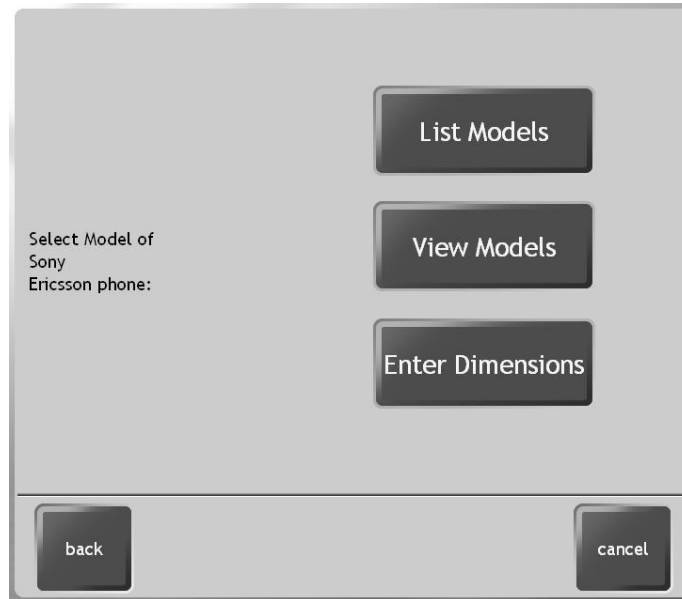 List Models
Select Model of
Sony
Ericsson phone:
View Models
Enter Dimensions
back
cancel